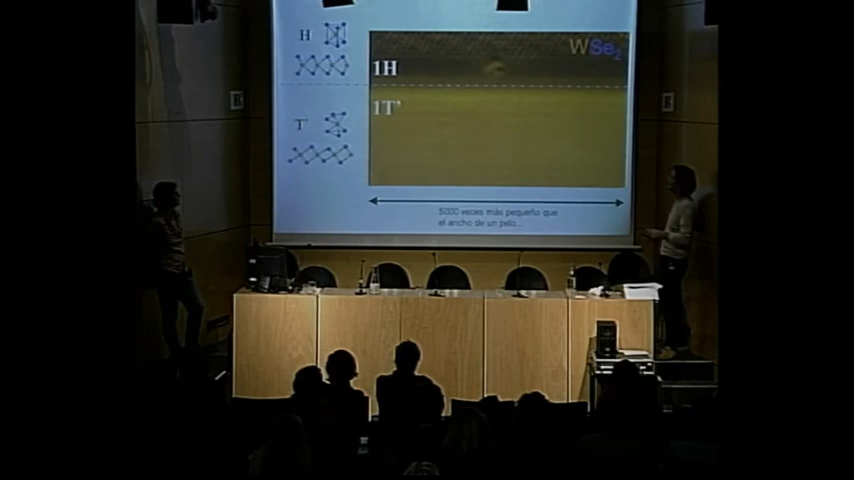 H
WSe2
1H
1T'
T'
5000 veces más pequeño que
el ancho de un pelo...